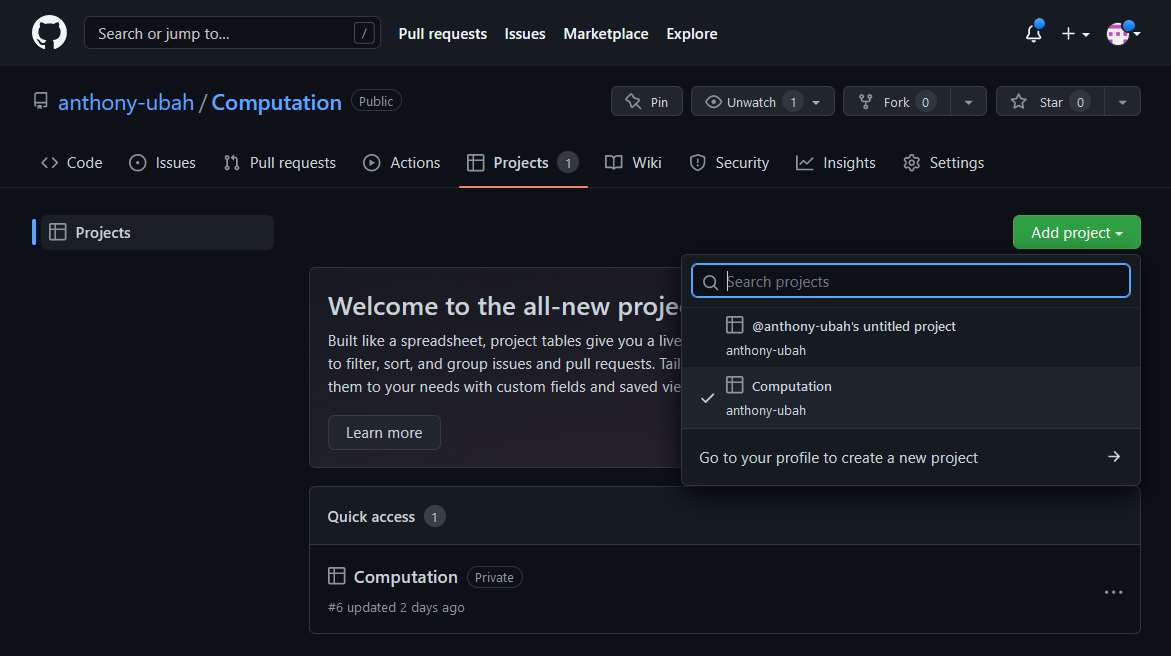 Search or jump to... / Pull requests Issues Marketplace Explore
anthony-ubah / Computation Public Pin Unwatch 1 Fork 0 Star 0
Code Issues Pull requests Actions Projects 1 Wiki Security Insights Settings
Projects
Add project
Search projects
@anthony-ubah's untitled project
anthony-ubah
Computation
anthony-ubah
Go to your profile to create a new project
Welcome to the all-new proje
Built like a spreadsheet, project tables give you a live
to filter, sort, and group issues and pull requests. Tail
them to your needs with custom fields and saved vie
Learn more
Quick access 1
Computation Private
#6 updated 2 days ago